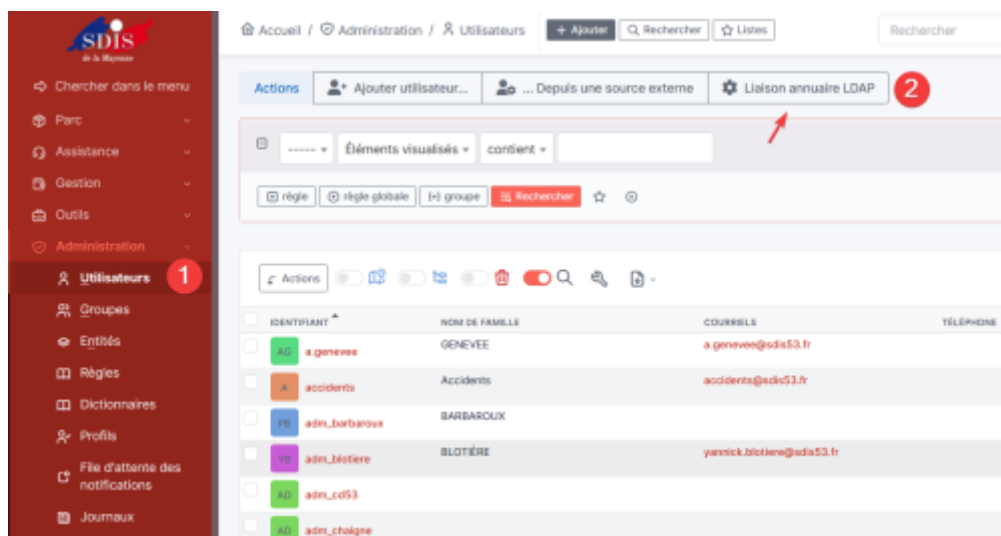 SDIS
de la Mayenne
Accueil / Administration / Utilisateurs + Ajouter Rechercher Listes Rechercher
Chercher dans le menu
Actions Ajouter utilisateur... ... Depuis une source externe Liaison annuaire LDAP 2
Parc
Assistance
----- Éléments visualisés contient
Gestion
règle règle globale (+) groupe Rechercher
Outils
Administration
Utilisateurs 1
Actions
Groupes
IDENTIFIANT NOM DE FAMILLE COURRIELS TÉLÉPHONE
Entités
AG a.genevee GENEVEE a.genevee@sdis53.fr
Règles
A accidents Accidents accidents@sdis53.fr
Dictionnaires
PB adm_barbaroux BARBAROUX
Profils
YB adm_blotiere BLOTIÈRE yannick.blotiere@sdis53.fr
File d'attente des
notifications
AD adm_cd53
Journaux
AD adm_chaigne